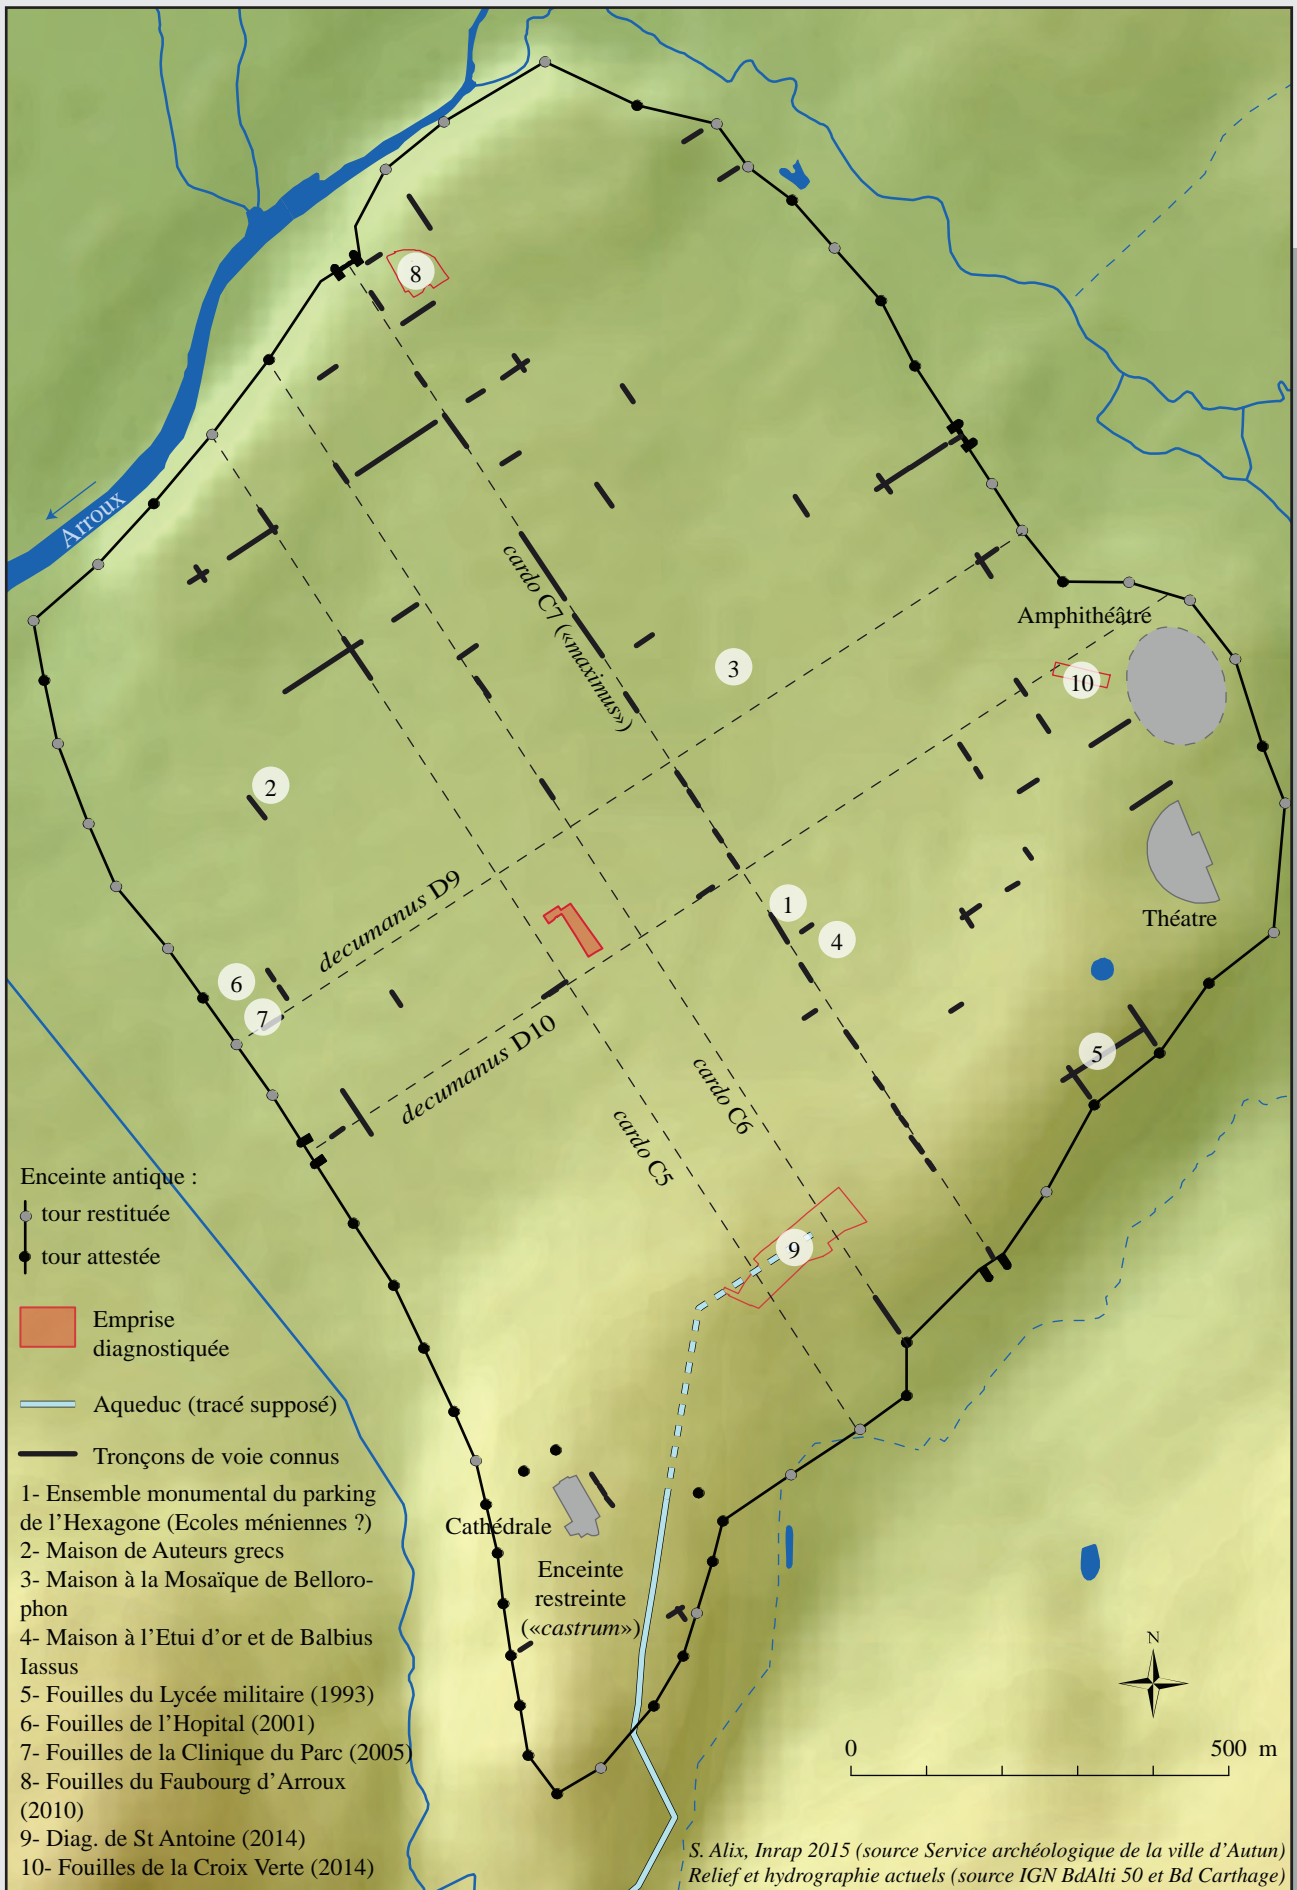 8
Arroux
cardo C7 («maximus»)
3
Amphithéâtre
10
2
decumanus D9
1
4
Théatre
6
7
decumanus D10
5
cardo C6
cardo C5
9
Enceinte antique :
tour restituée
tour attestée
Emprise
diagnostiquée
Aqueduc (tracé supposé)
Tronçons de voie connus
1- Ensemble monumental du parking
de l’Hexagone (Ecoles méniennes ?)
2- Maison de Auteurs grecs
3- Maison à la Mosaïque de Belloro-
phon
4- Maison à l’Etui d’or et de Balbius
Iassus
5- Fouilles du Lycée militaire (1993)
6- Fouilles de l’Hopital (2001)
7- Fouilles de la Clinique du Parc (2005)
8- Fouilles du Faubourg d’Arroux
(2010)
9- Diag. de St Antoine (2014)
10- Fouilles de la Croix Verte (2014)
Cathédrale
Enceinte
restreinte
(«castrum»)
N
0 500 m
S. Alix, Inrap 2015 (source Service archéologique de la ville d’Autun)
Relief et hydrographie actuels (source IGN BdAlti 50 et Bd Carthage)